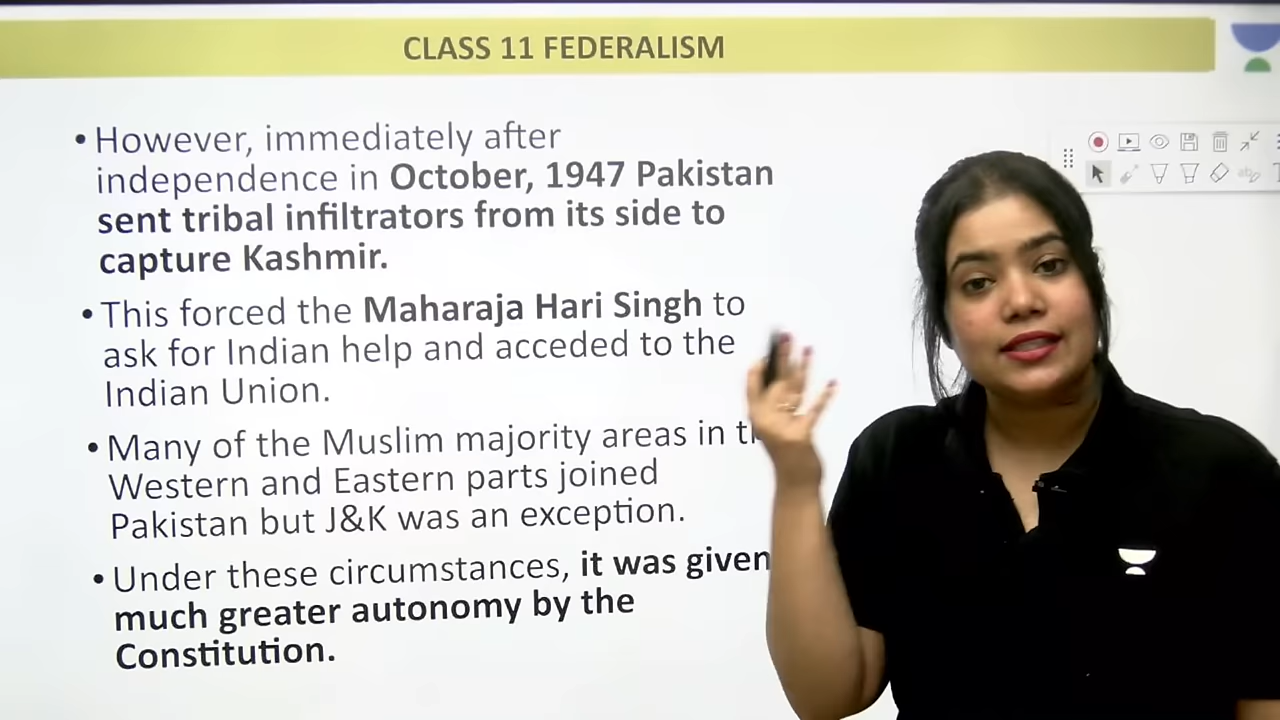 CLASS 11 FEDERALISM
• However, immediately after
independence in October, 1947 Pakistan
sent tribal infiltrators from its side to
capture Kashmir.
• This forced the Maharaja Hari Singh to
ask for Indian help and acceded to the
Indian Union.
• Many of the Muslim majority areas in
Western and Eastern parts joined
Pakistan but J&K was an exception.
• Under these circumstances, it was given
much greater autonomy by the
Constitution.